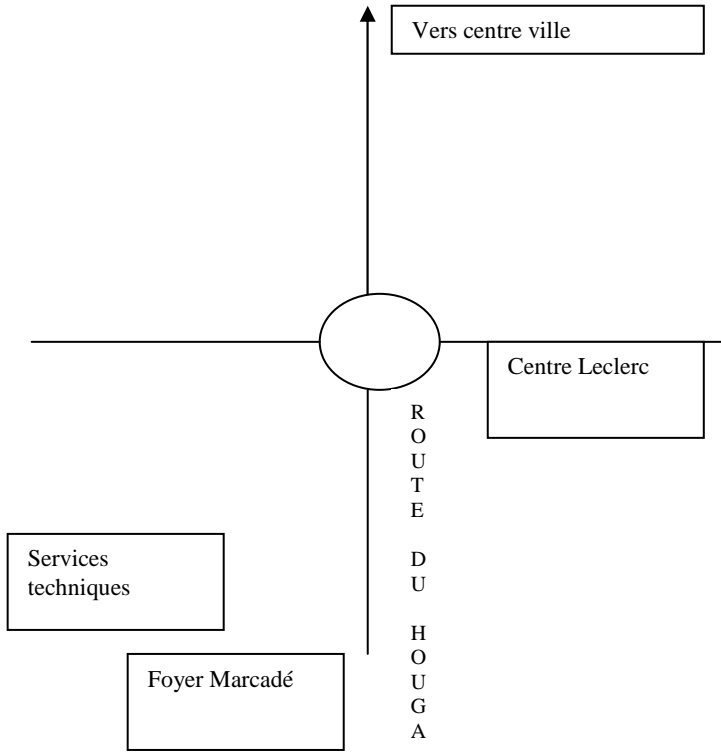 Vers centre ville
Centre Leclerc
ROUTE DU HOUGA
Services
techniques
Foyer Marcadé